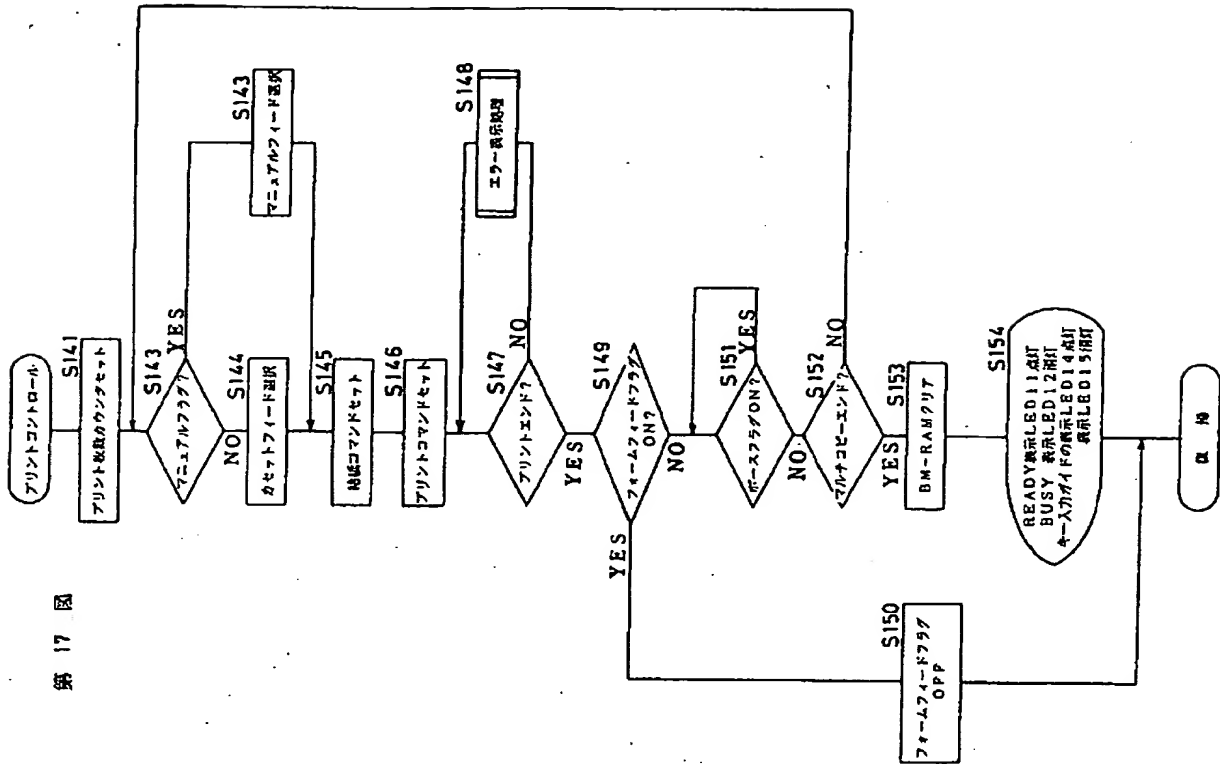 第 17 図
プリントコントロール
S141
プリント枚数カウンタセット
S143
マニュアルフラグ?
YES
NO
S143
マニュアルフィード選択
S144
カセットフィード選択
S145
給紙コマンドセット
S146
プリントコマンドセット
S147
プリントエンド?
NO
YES
S148
エラー表示処理
S149
フォームフィードフラグ
ON?
YES
NO
S150
フォームフィードフラグ
OFF
S151
ポーズフラグON?
YES
NO
S152
マルチコピーエンド?
NO
YES
S153
BM-RAMクリア
S154
READY表示LED11点灯
BUSY 表示LED12消灯
キー入力ガイドの表示LED14点灯
表示LED15消灯
復 帰